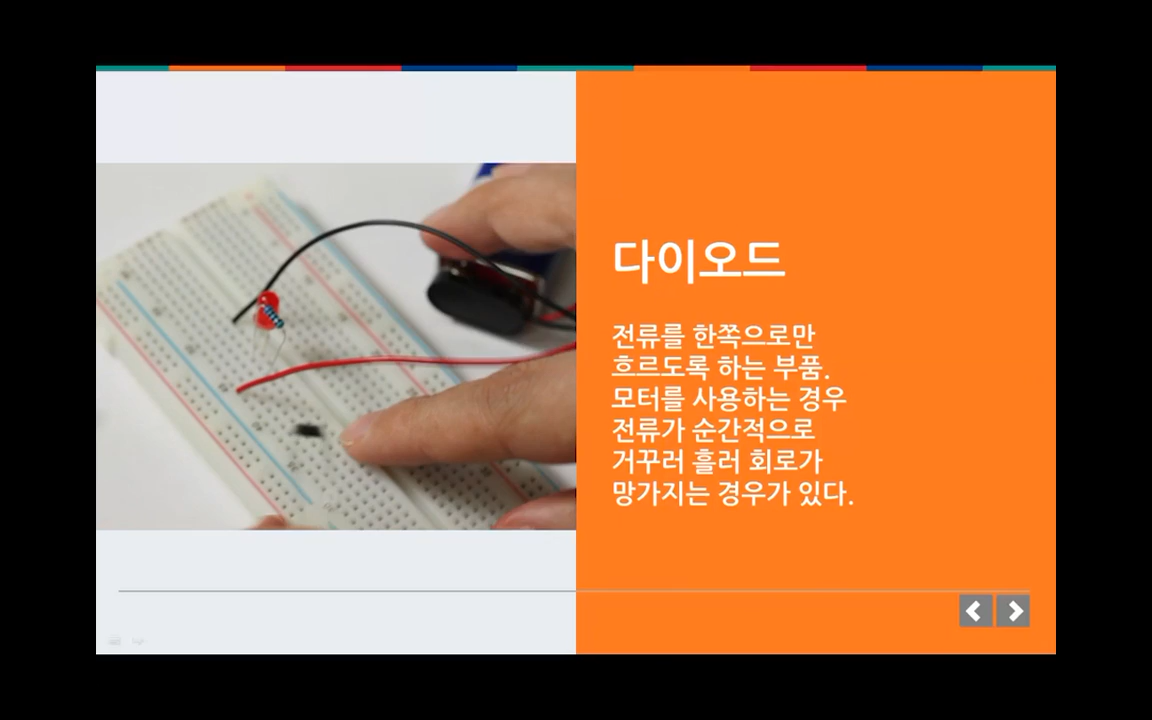 다이오드
전류를 한쪽으로만
흐르도록 하는 부품.
모터를 사용하는 경우
전류가 순간적으로
거꾸러 흘러 회로가
망가지는 경우가 있다.